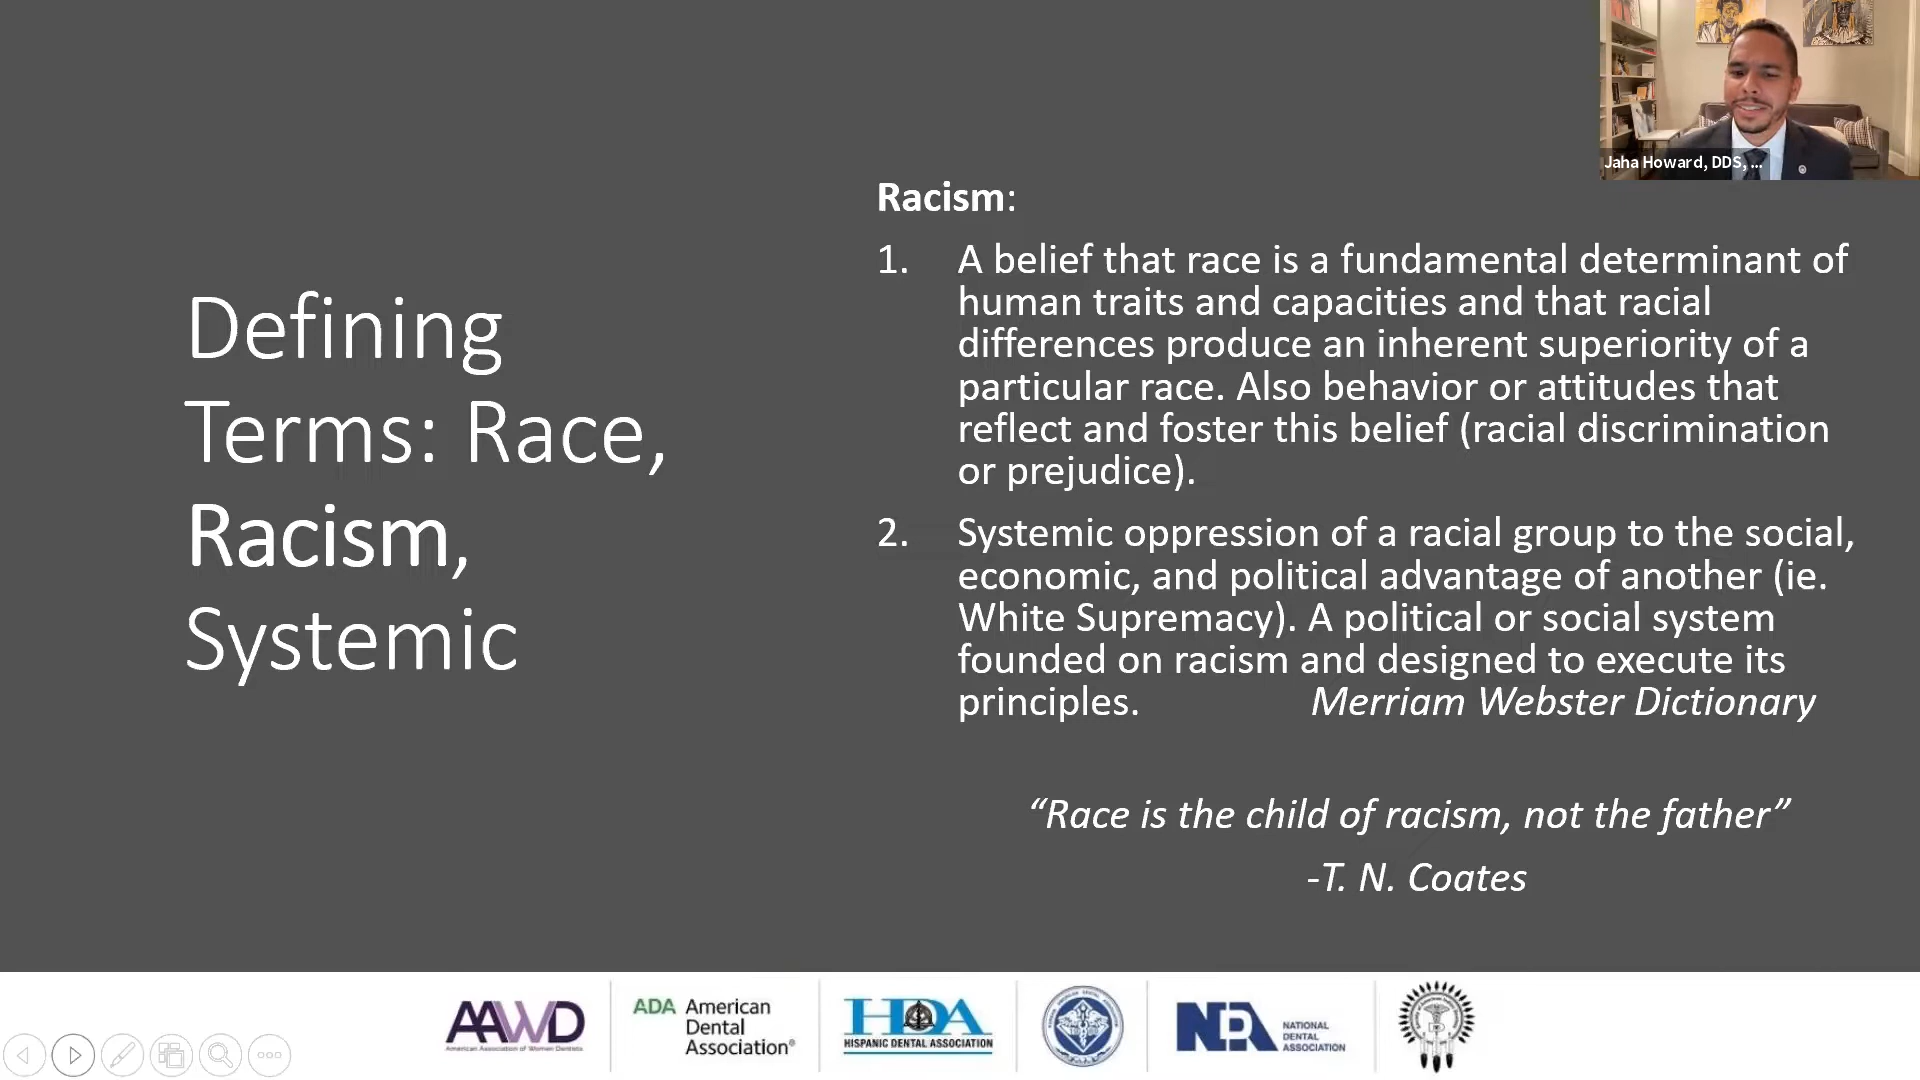 Jaha Howard, DDS, ...
Defining
Terms: Race,
Racism,
Systemic
Racism:
1. A belief that race is a fundamental determinant of
human traits and capacities and that racial
differences produce an inherent superiority of a
particular race. Also behavior or attitudes that
reflect and foster this belief (racial discrimination
or prejudice).
2. Systemic oppression of a racial group to the social,
economic, and political advantage of another (ie.
White Supremacy). A political or social system
founded on racism and designed to execute its
principles. Merriam Webster Dictionary
“Race is the child of racism, not the father”
-T. N. Coates
AAWD
American Association of Women Dentists
ADA American
Dental
Association®
HDA
HISPANIC DENTAL ASSOCIATION
NDA
NATIONAL
DENTAL
ASSOCIATION